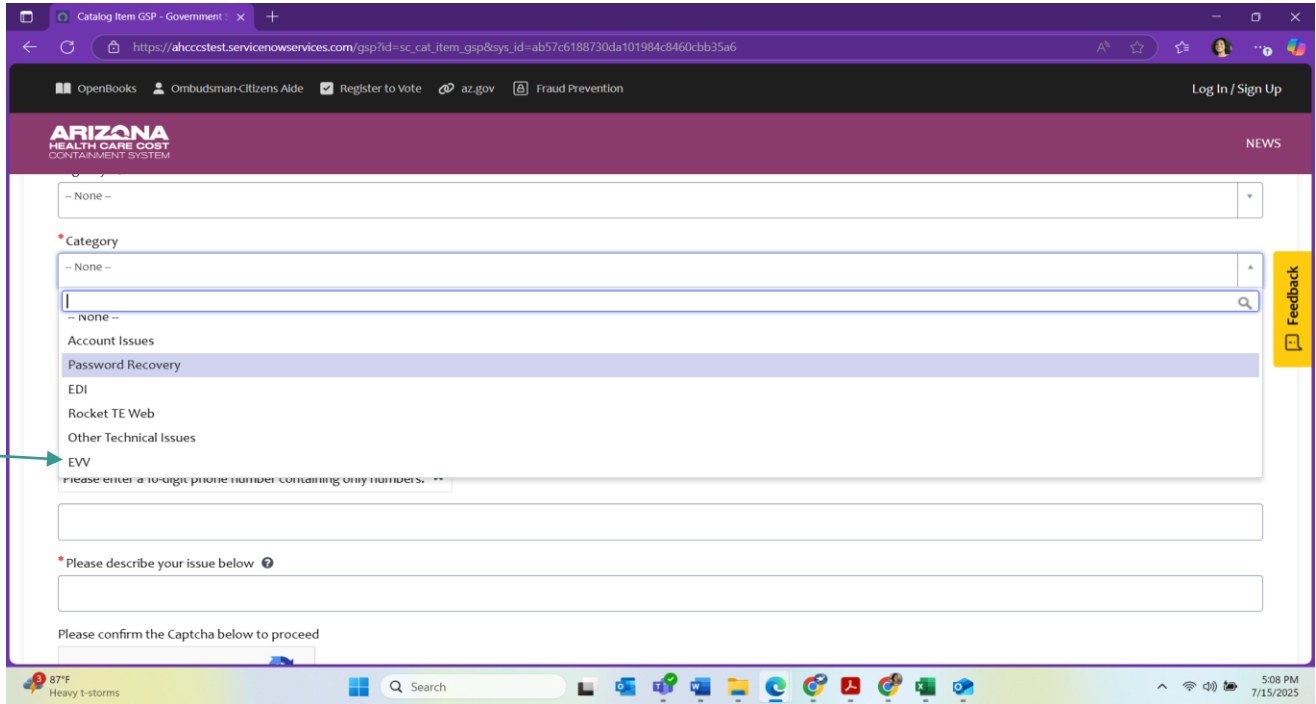 Catalog Item GSP - Government S
https://ahcccstest.servicenowservices.com/gsp?id=sc_cat_item_gsp&sys_id=ab57c6188730da101984c8460cbb35a6
OpenBooks Ombudsman-Citizens Aide Register to Vote az.gov Fraud Prevention Log In / Sign Up
ARIZONA
HEALTH CARE COST
CONTAINMENT SYSTEM
NEWS
-- None --
*Category
-- None --
-- None --
Account Issues
Password Recovery
EDI
Rocket TE Web
Other Technical Issues
EVV
Please enter a 10-digit phone number containing only numbers.
*Please describe your issue below
Please confirm the Captcha below to proceed
Feedback
3
87°F
Heavy t-storms
Search
5:08 PM
7/15/2025